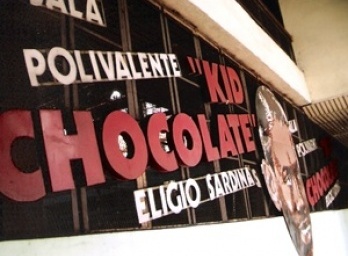 SALA
POLIVALENTE
"KID
CHOCOLATE"
ELIGIO SARDIÑAS